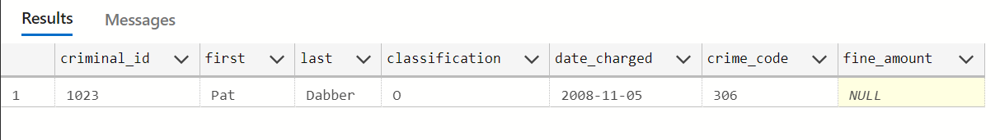 Results Messages
criminal_id first last classification date_charged crime_code fine_amount
1 1023 Pat Dabber O 2008-11-05 306 NULL